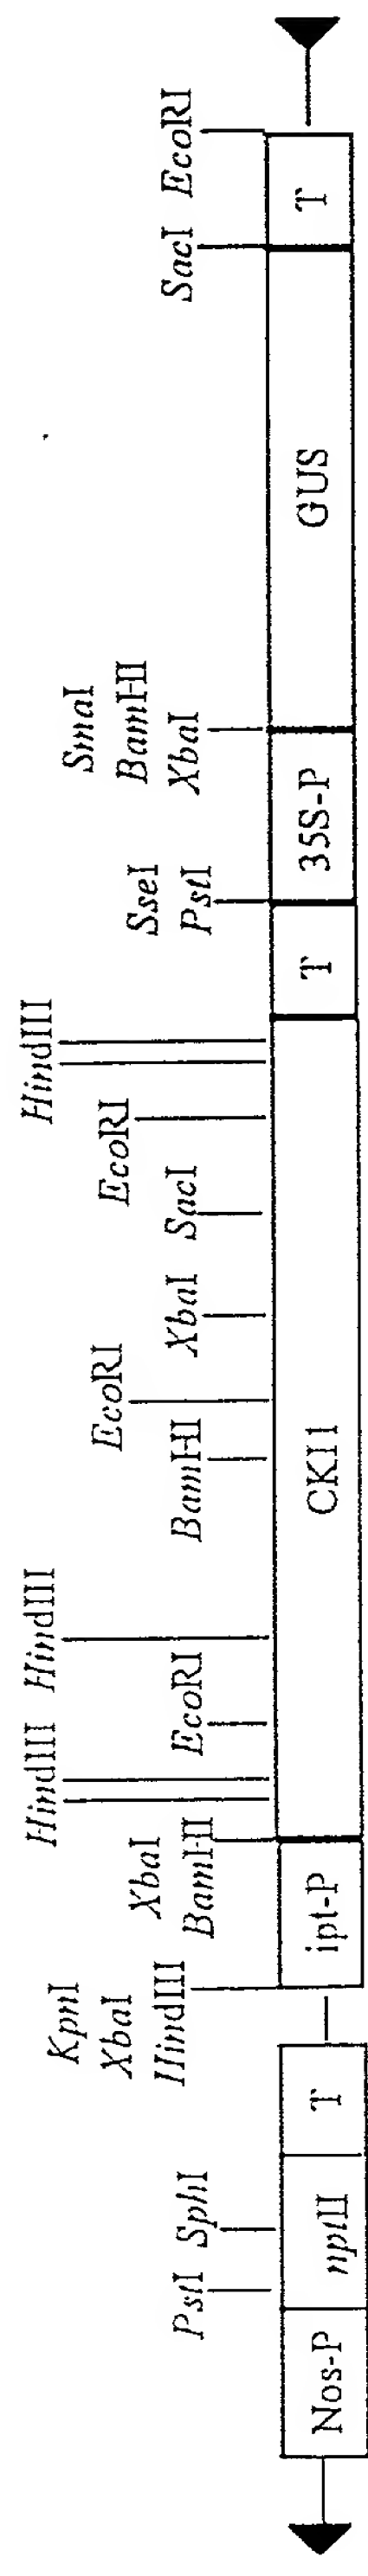 PstI
SphI
KpnI
XbaI
HindIII
XbaI
BamHI
HindIII
EcoRI
HindIII
BamHI
EcoRI
XbaI
SacI
EcoRI
HindIII
SseI
PstI
SmaI
BamHI
XbaI
SacI
EcoRI
Nos-P
nptII
T
ipt-P
CKI1
T
35S-P
GUS
T